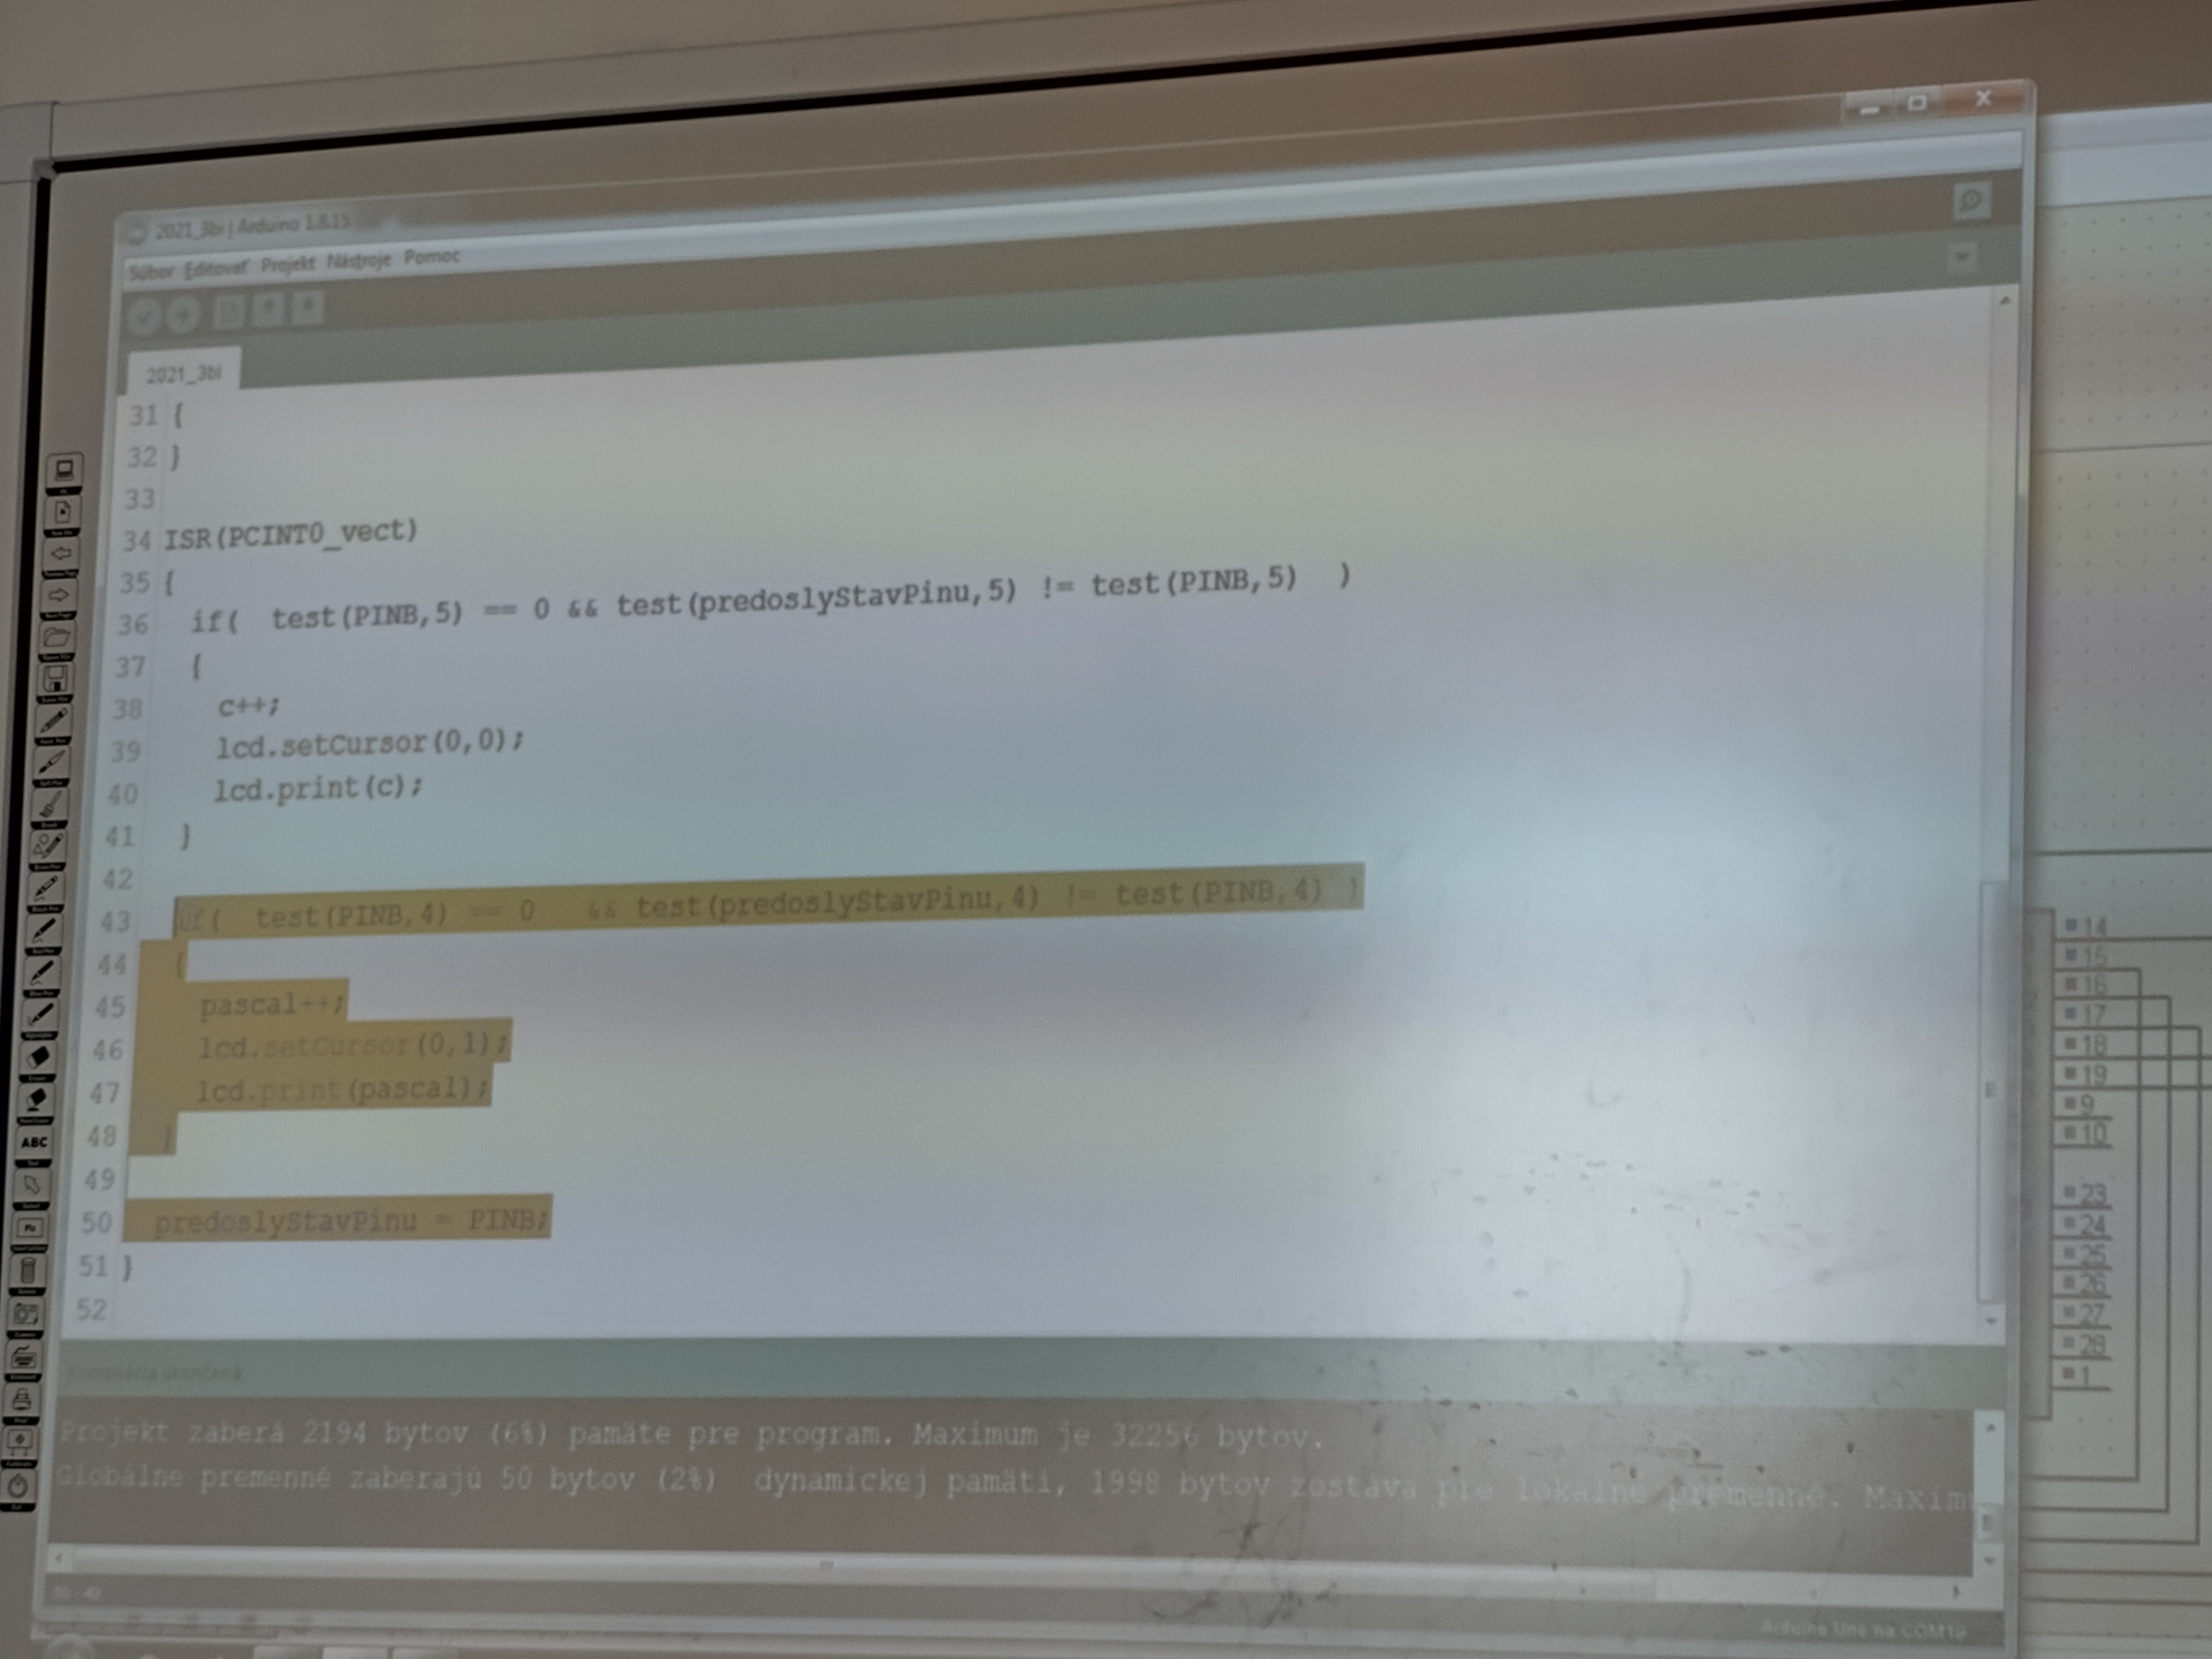 2021_3bi | Arduino 1.8.15
Súbor Editovať Projekt Nástroje Pomoc
2021_3bi
31 {
32 }
33
34 ISR(PCINT0_vect)
35 {
36 if( test(PINB,5) == 0 && test(predoslyStavPinu,5) != test(PINB,5) )
37 {
38 c++;
39 lcd.setCursor(0,0);
40 lcd.print(c);
41 }
42
43 if( test(PINB,4) == 0 && test(predoslyStavPinu,4) != test(PINB,4) )
44 {
45 pascal++;
46 lcd.setCursor(0,1);
47 lcd.print(pascal);
48 }
49
50 predoslyStavPinu = PINB;
51 }
52
Kompilácia ukončená
Projekt zaberá 2194 bytov (6%) pamäte pre program. Maximum je 32256 bytov.
Globálne premenné zaberajú 50 bytov (2%) dynamickej pamäti, 1998 bytov zostáva pre lokálne premenné. Maxim
Arduino Uno na COM19
ABC
14
15
16
17
18
19
9
10
23
24
25
26
27
28
1